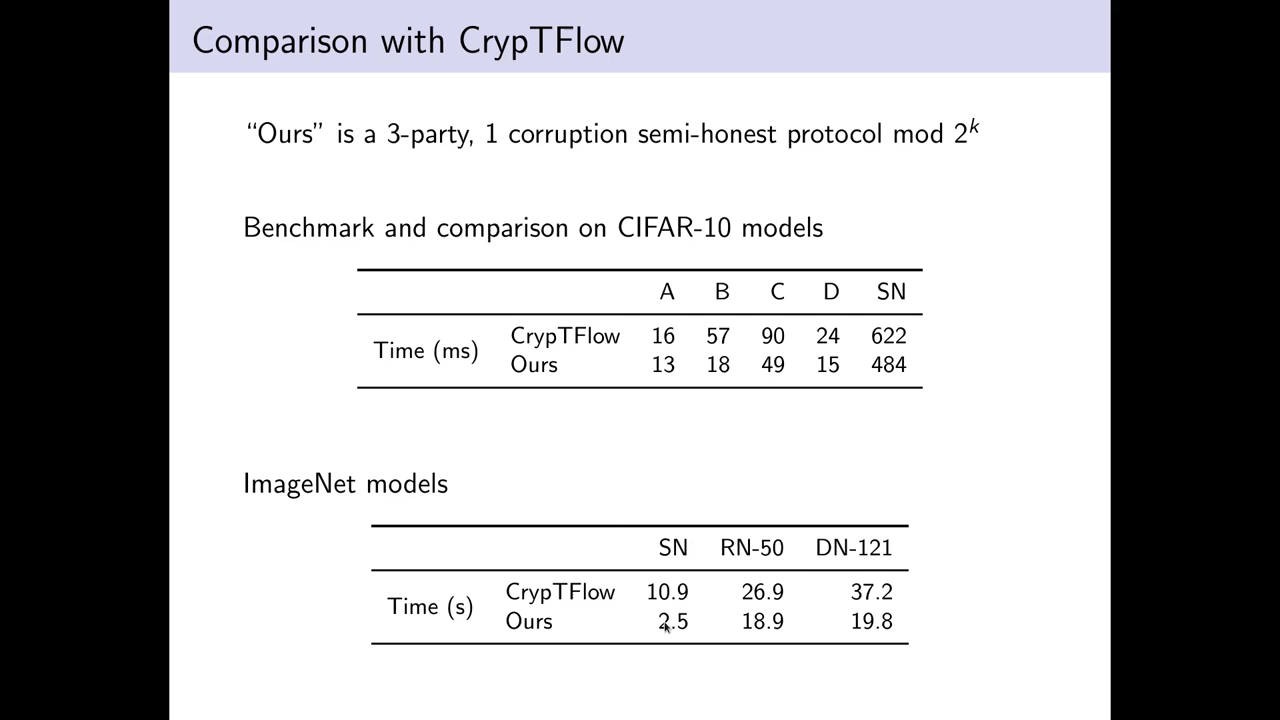 Comparison with CrypTFlow
“Ours” is a 3-party, 1 corruption semi-honest protocol mod 2^k
Benchmark and comparison on CIFAR-10 models
A B C D SN
Time (ms)
CrypTFlow 16 57 90 24 622
Ours 13 18 49 15 484
ImageNet models
SN RN-50 DN-121
Time (s)
CrypTFlow 10.9 26.9 37.2
Ours 2.5 18.9 19.8